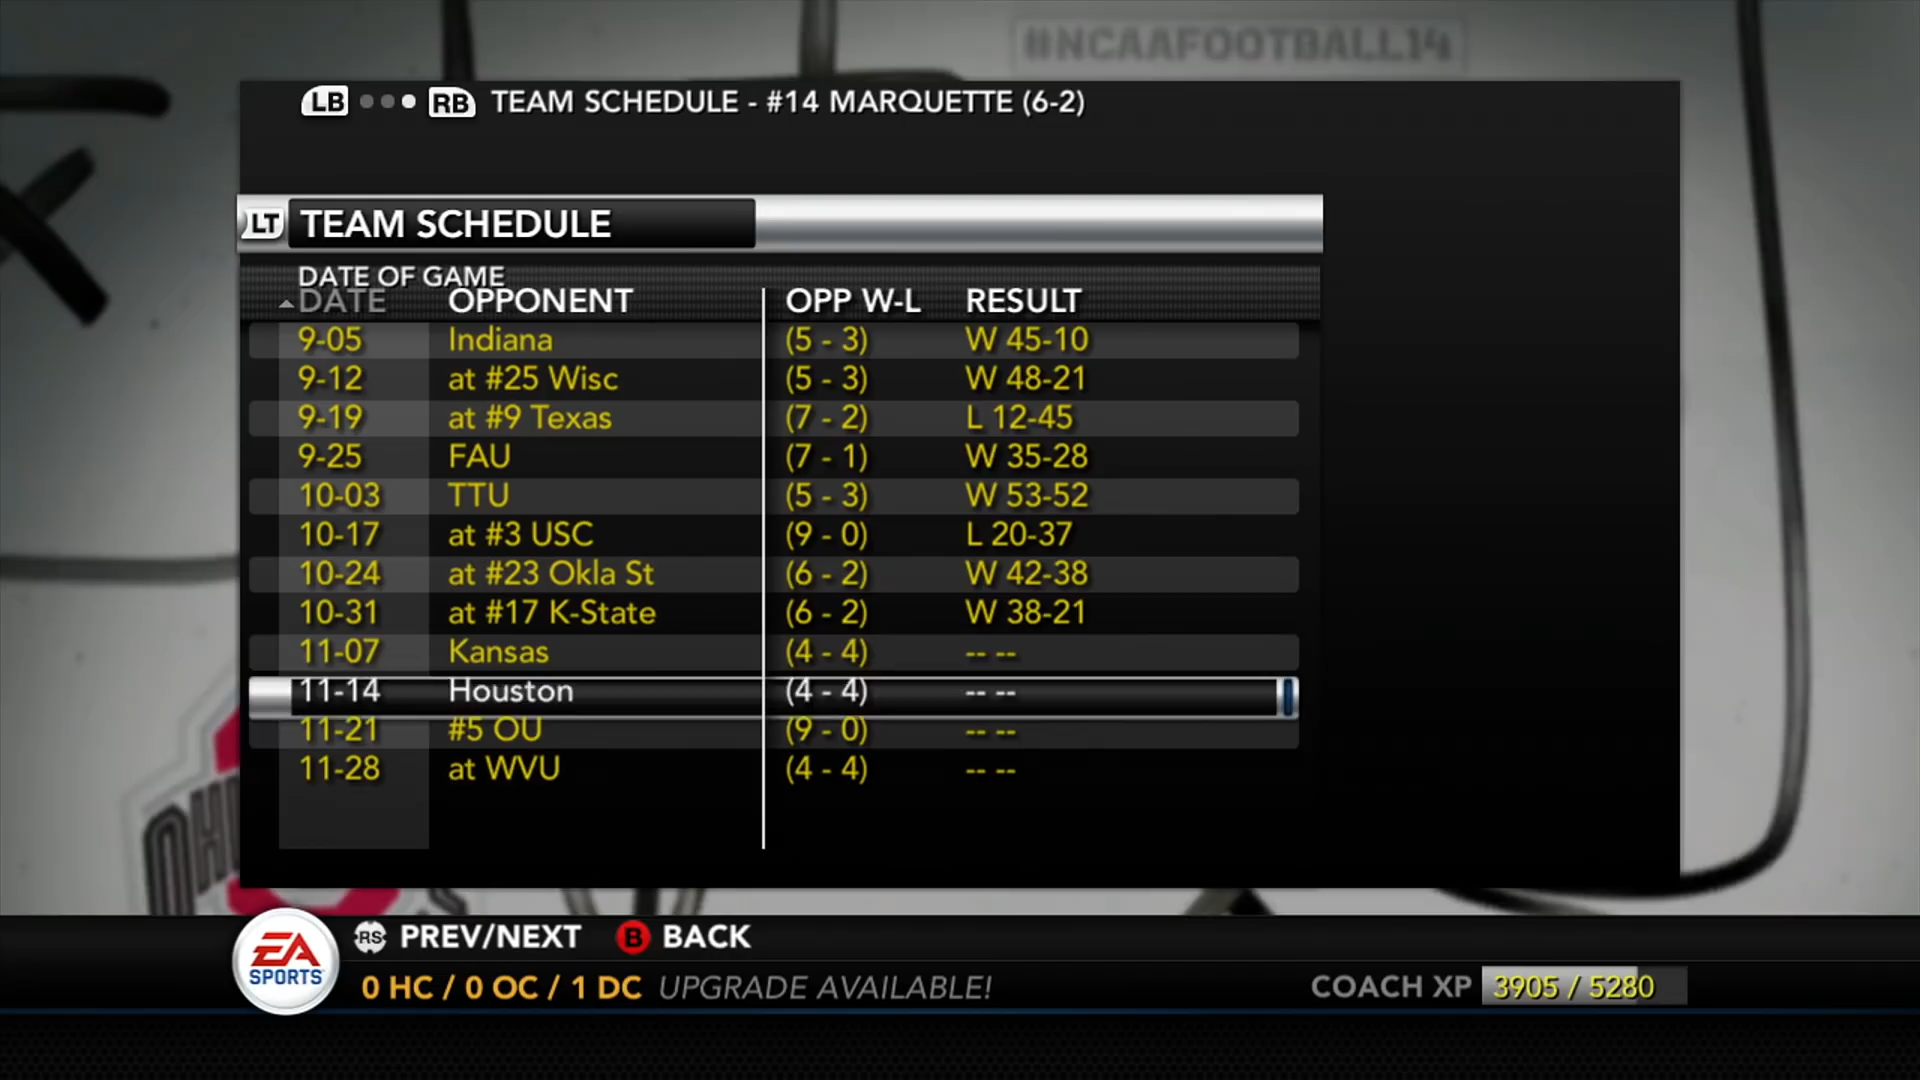 #NCAAFOOTBALL14
LB RB TEAM SCHEDULE - #14 MARQUETTE (6-2)
LT TEAM SCHEDULE
DATE OF GAME
DATE OPPONENT OPP W-L RESULT
9-05 Indiana (5 - 3) W 45-10
9-12 at #25 Wisc (5 - 3) W 48-21
9-19 at #9 Texas (7 - 2) L 12-45
9-25 FAU (7 - 1) W 35-28
10-03 TTU (5 - 3) W 53-52
10-17 at #3 USC (9 - 0) L 20-37
10-24 at #23 Okla St (6 - 2) W 42-38
10-31 at #17 K-State (6 - 2) W 38-21
11-07 Kansas (4 - 4) -- --
11-14 Houston (4 - 4) -- --
11-21 #5 OU (9 - 0) -- --
11-28 at WVU (4 - 4) -- --
EA SPORTS
RS PREV/NEXT B BACK
0 HC / 0 OC / 1 DC UPGRADE AVAILABLE!
COACH XP 3905 / 5280